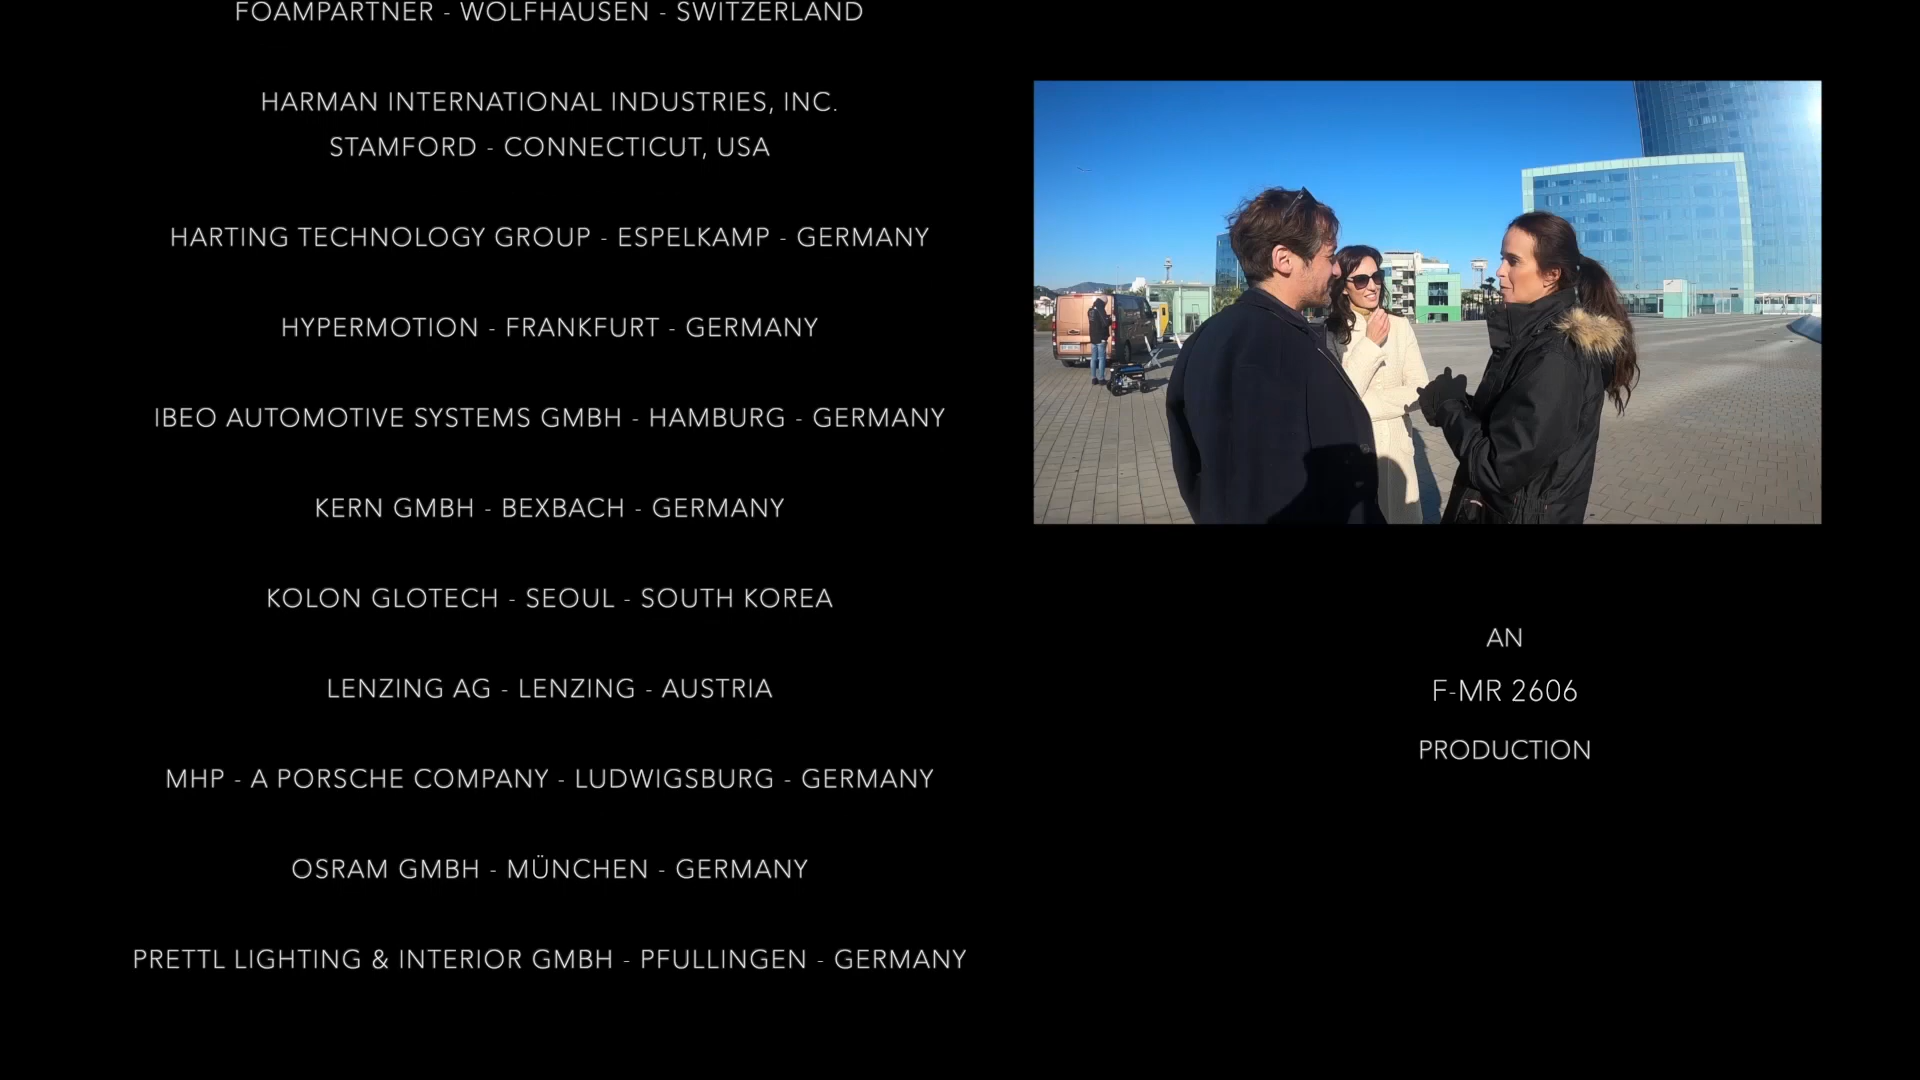 FOAMPARTNER - WOLFHAUSEN - SWITZERLAND
HARMAN INTERNATIONAL INDUSTRIES, INC.
STAMFORD - CONNECTICUT, USA
HARTING TECHNOLOGY GROUP - ESPELKAMP - GERMANY
HYPERMOTION - FRANKFURT - GERMANY
IBEO AUTOMOTIVE SYSTEMS GMBH - HAMBURG - GERMANY
KERN GMBH - BEXBACH - GERMANY
KOLON GLOTECH - SEOUL - SOUTH KOREA
LENZING AG - LENZING - AUSTRIA
MHP - A PORSCHE COMPANY - LUDWIGSBURG - GERMANY
OSRAM GMBH - MÜNCHEN - GERMANY
PRETTL LIGHTING & INTERIOR GMBH - PFULLINGEN - GERMANY
AN
F-MR 2606
PRODUCTION